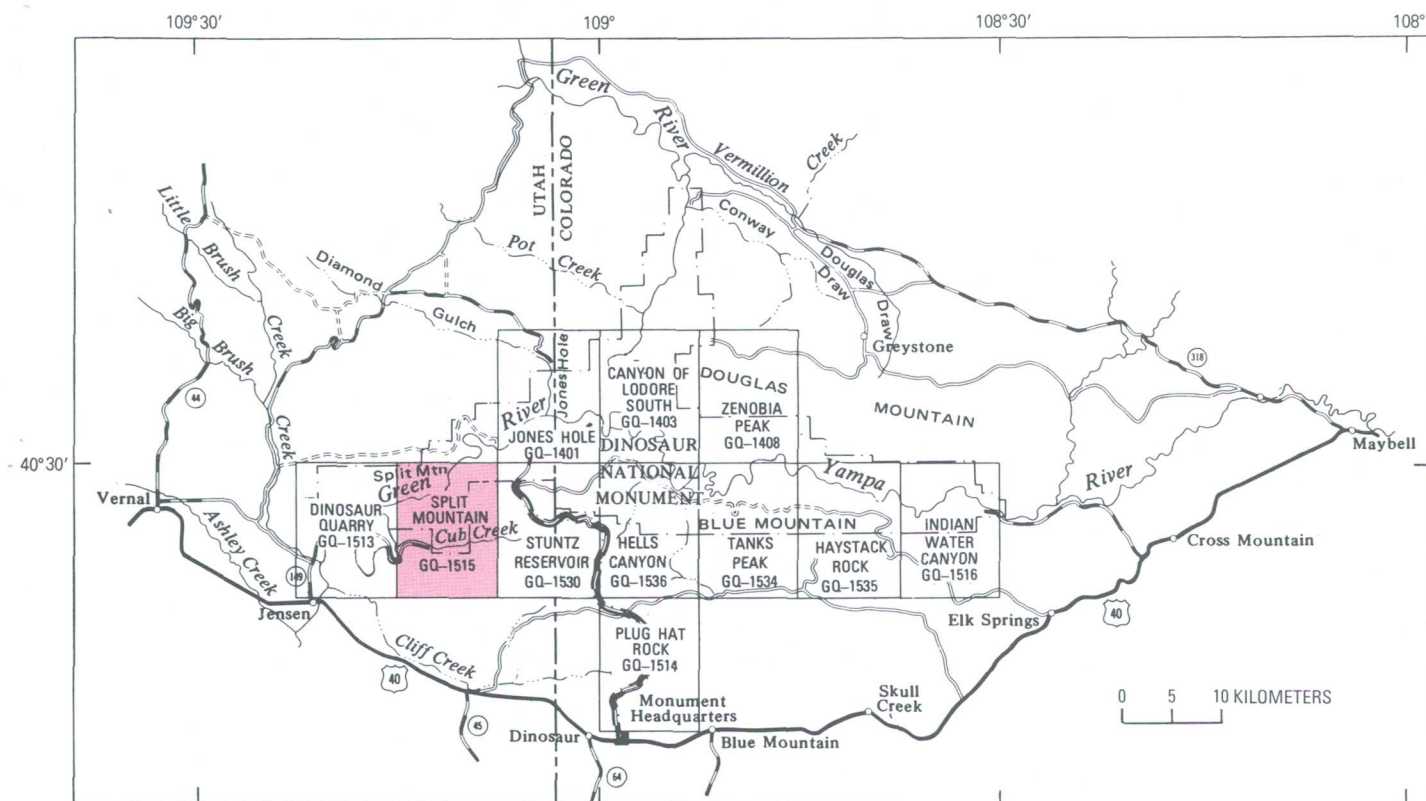 109°30'
109°
108°30'
108°
Green
River
Vermillion
Creek
UTAH
COLORADO
Conway
Draw
Douglas
Draw
Little
Brush
Creek
Pot
Creek
Diamond
Gulch
Big
Brush
Creek
44
Greystone
318
Jones Hole
CANYON OF
LODORE
SOUTH
GQ–1403
DOUGLAS
MOUNTAIN
ZENOBIA
PEAK
GQ–1408
River
JONES HOLE
GQ–1401
DINOSAUR
NATIONAL
MONUMENT
Maybell
40°30'
Split Mtn
Green
Yampa
River
Vernal
Ashley Creek
DINOSAUR
QUARRY
GQ–1513
SPLIT
MOUNTAIN
Cub Creek
GQ–1515
STUNTZ
RESERVOIR
GQ–1530
HELLS
CANYON
GQ–1536
BLUE MOUNTAIN
TANKS
PEAK
GQ–1534
HAYSTACK
ROCK
GQ–1535
INDIAN
WATER
CANYON
GQ–1516
Cross Mountain
149
Jensen
Elk Springs
40
Cliff Creek
40
PLUG HAT
ROCK
GQ–1514
Monument
Headquarters
Skull
Creek
0 5 10 KILOMETERS
45
Dinosaur
Blue Mountain
64